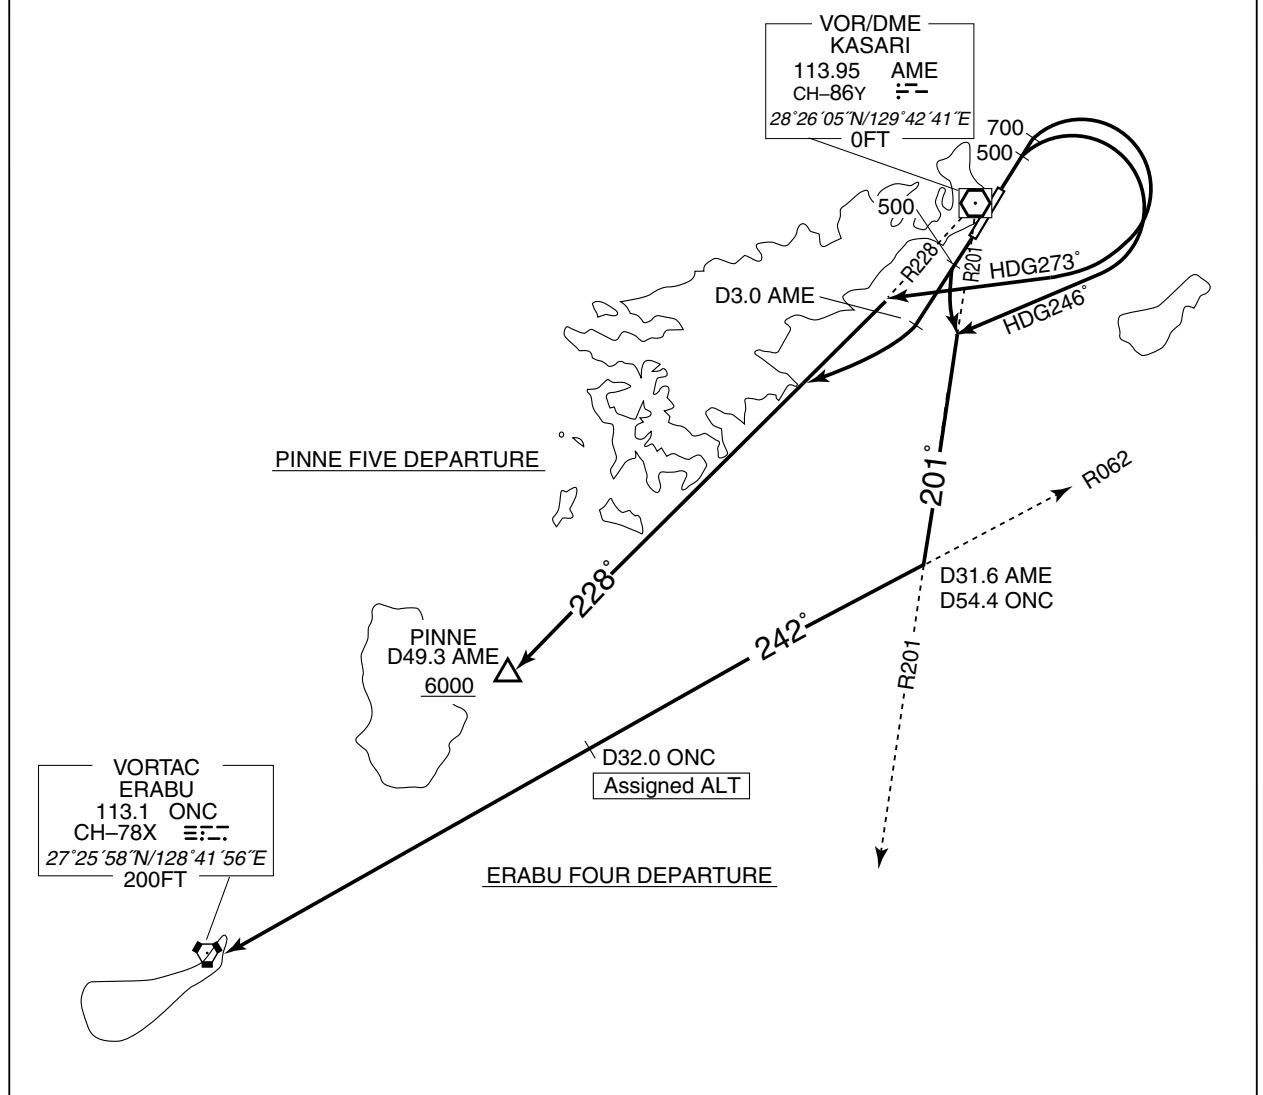 VOR/DME
KASARI
113.95 AME
CH–86Y
28°26´05˝N/129°42´41˝E
0FT
700
500
500
R228
R201
HDG273°
HDG246°
D3.0 AME
PINNE FIVE DEPARTURE
201°
R062
D31.6 AME
D54.4 ONC
228°
242°
PINNE
D49.3 AME
6000
R201
D32.0 ONC
Assigned ALT
VORTAC
ERABU
113.1 ONC
CH–78X
27°25´58˝N/128°41´56˝E
200FT
ERABU FOUR DEPARTURE